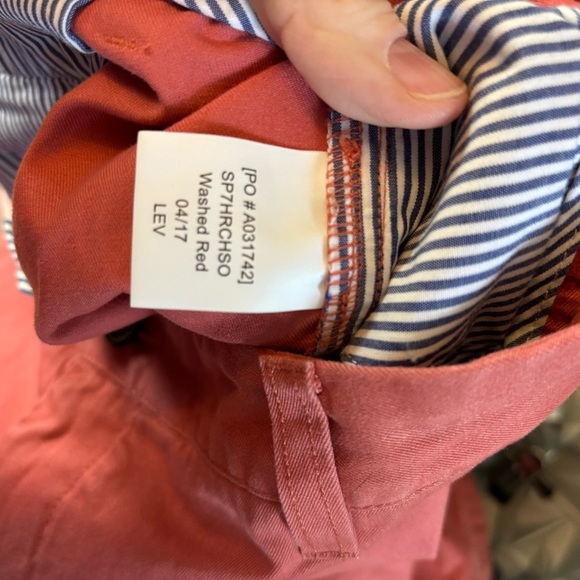 [PO # A031742]
SP7HRCHSO
Washed Red
04/17
LEV